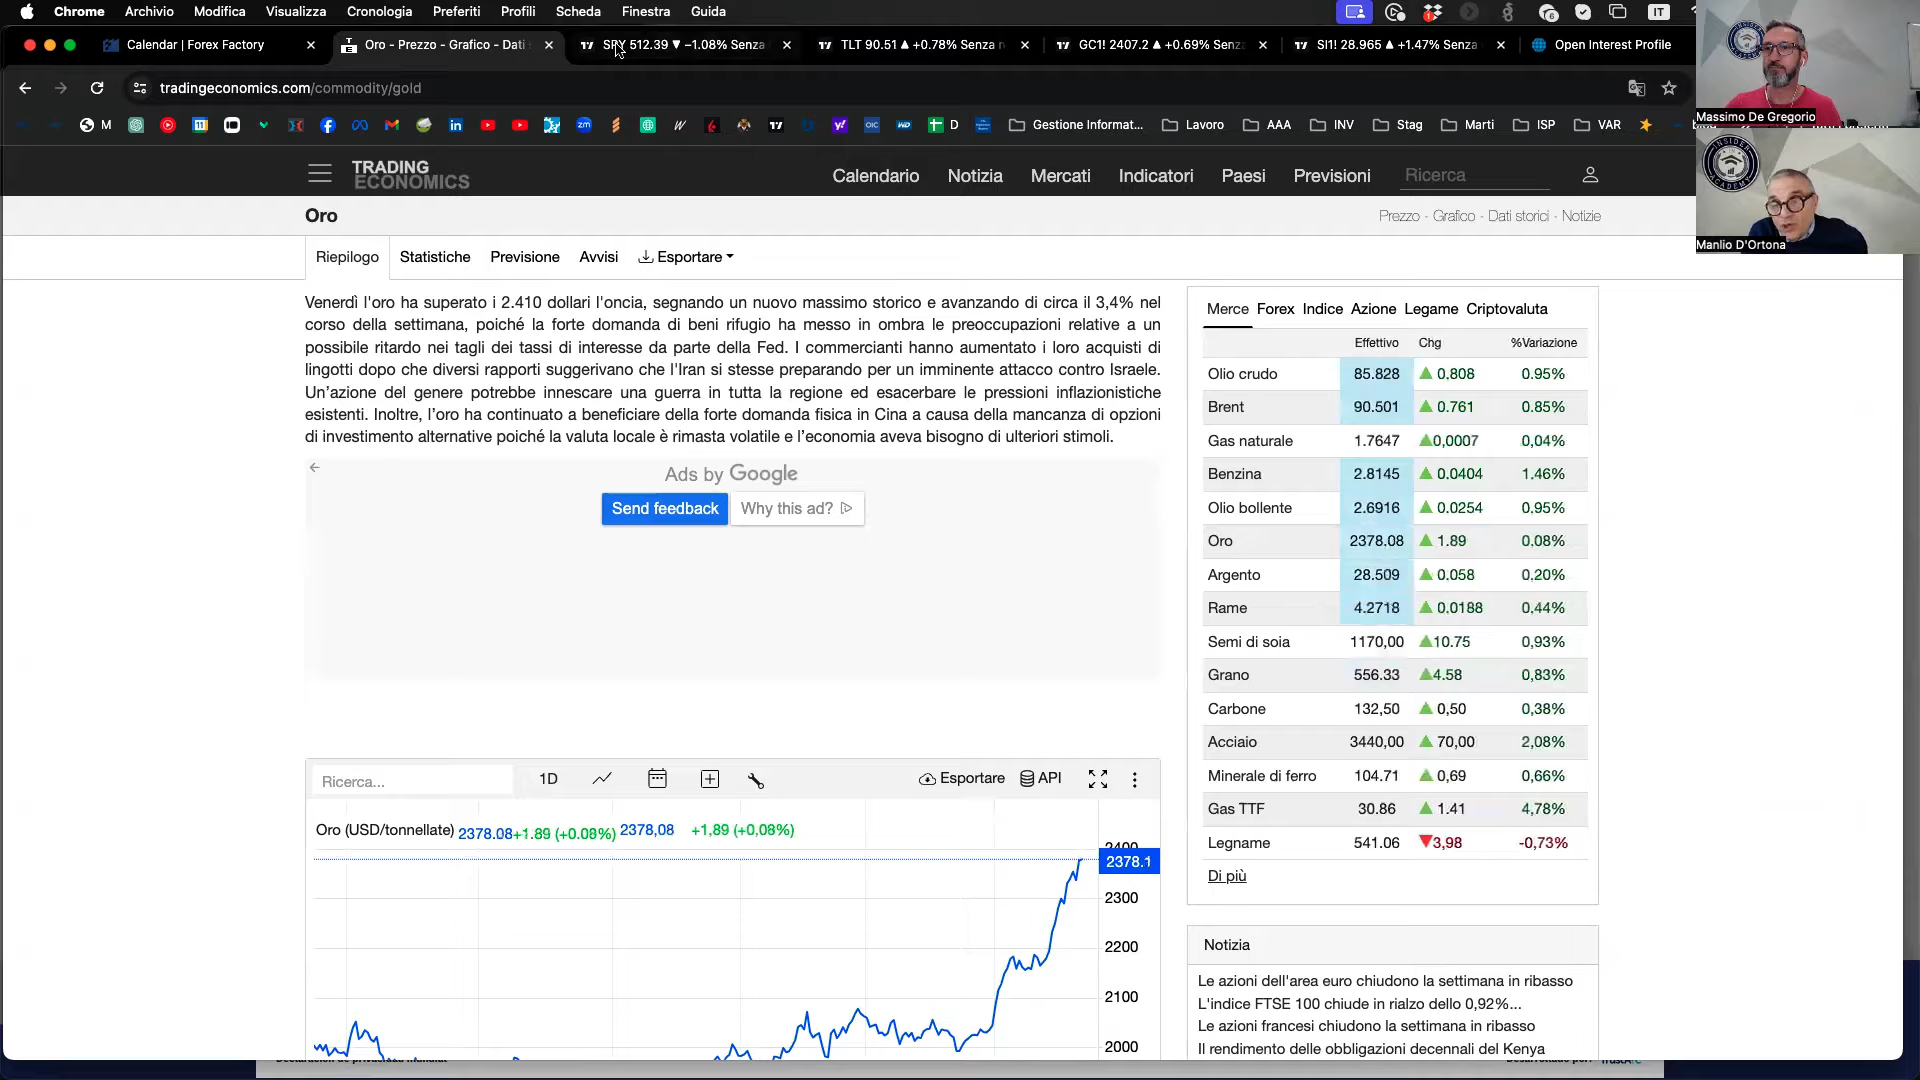 Chrome Archivio Modifica Visualizza Cronologia Preferiti Profili Scheda Finestra Guida IT
Calendar | Forex Factory
Oro - Prezzo - Grafico - Dati
SPY 512.39 ▼ −1.08% Senza
TLT 90.51 ▲ +0.78% Senza n
GC1! 2407.2 ▲ +0.69% Senz
SI1! 28.965 ▲ +1.47% Senza
Open Interest Profile
tradingeconomics.com/commodity/gold
M Gestione Informat... Lavoro AAA INV Stag Marti ISP VAR
Massimo De Gregorio
Manlio D'Ortona
TRADING
ECONOMICS
Calendario Notizia Mercati Indicatori Paesi Previsioni Ricerca
Oro
Prezzo - Grafico - Dati storici - Notizie
Riepilogo Statistiche Previsione Avvisi Esportare
Venerdì l'oro ha superato i 2.410 dollari l'oncia, segnando un nuovo massimo storico e avanzando di circa il 3,4% nel
corso della settimana, poiché la forte domanda di beni rifugio ha messo in ombra le preoccupazioni relative a un
possibile ritardo nei tagli dei tassi di interesse da parte della Fed. I commercianti hanno aumentato i loro acquisti di
lingotti dopo che diversi rapporti suggerivano che l'Iran si stesse preparando per un imminente attacco contro Israele.
Un'azione del genere potrebbe innescare una guerra in tutta la regione ed esacerbare le pressioni inflazionistiche
esistenti. Inoltre, l'oro ha continuato a beneficiare della forte domanda fisica in Cina a causa della mancanza di opzioni
di investimento alternative poiché la valuta locale è rimasta volatile e l'economia aveva bisogno di ulteriori stimoli.
Ads by Google
Send feedback Why this ad?
Ricerca... 1D Esportare API
Oro (USD/tonnellate) 2378.08+1.89 (+0.08%) 2378,08 +1,89 (+0,08%)
2400
2378.1
2300
2200
2100
2000
Merce Forex Indice Azione Legame Criptovaluta
Effettivo Chg %Variazione
Olio crudo 85.828 ▲ 0,808 0.95%
Brent 90.501 ▲ 0.761 0.85%
Gas naturale 1.7647 ▲0,0007 0,04%
Benzina 2.8145 ▲ 0.0404 1.46%
Olio bollente 2.6916 ▲ 0.0254 0.95%
Oro 2378.08 ▲ 1.89 0.08%
Argento 28.509 ▲ 0.058 0.20%
Rame 4.2718 ▲ 0.0188 0,44%
Semi di soia 1170,00 ▲10.75 0,93%
Grano 556.33 ▲4.58 0,83%
Carbone 132,50 ▲ 0,50 0,38%
Acciaio 3440,00 ▲ 70,00 2,08%
Minerale di ferro 104.71 ▲ 0,69 0,66%
Gas TTF 30.86 ▲ 1.41 4,78%
Legname 541.06 ▼3,98 -0,73%
Di più
Notizia
Le azioni dell'area euro chiudono la settimana in ribasso
L'indice FTSE 100 chiude in rialzo dello 0,92%...
Le azioni francesi chiudono la settimana in ribasso
Il rendimento delle obbligazioni decennali del Kenya